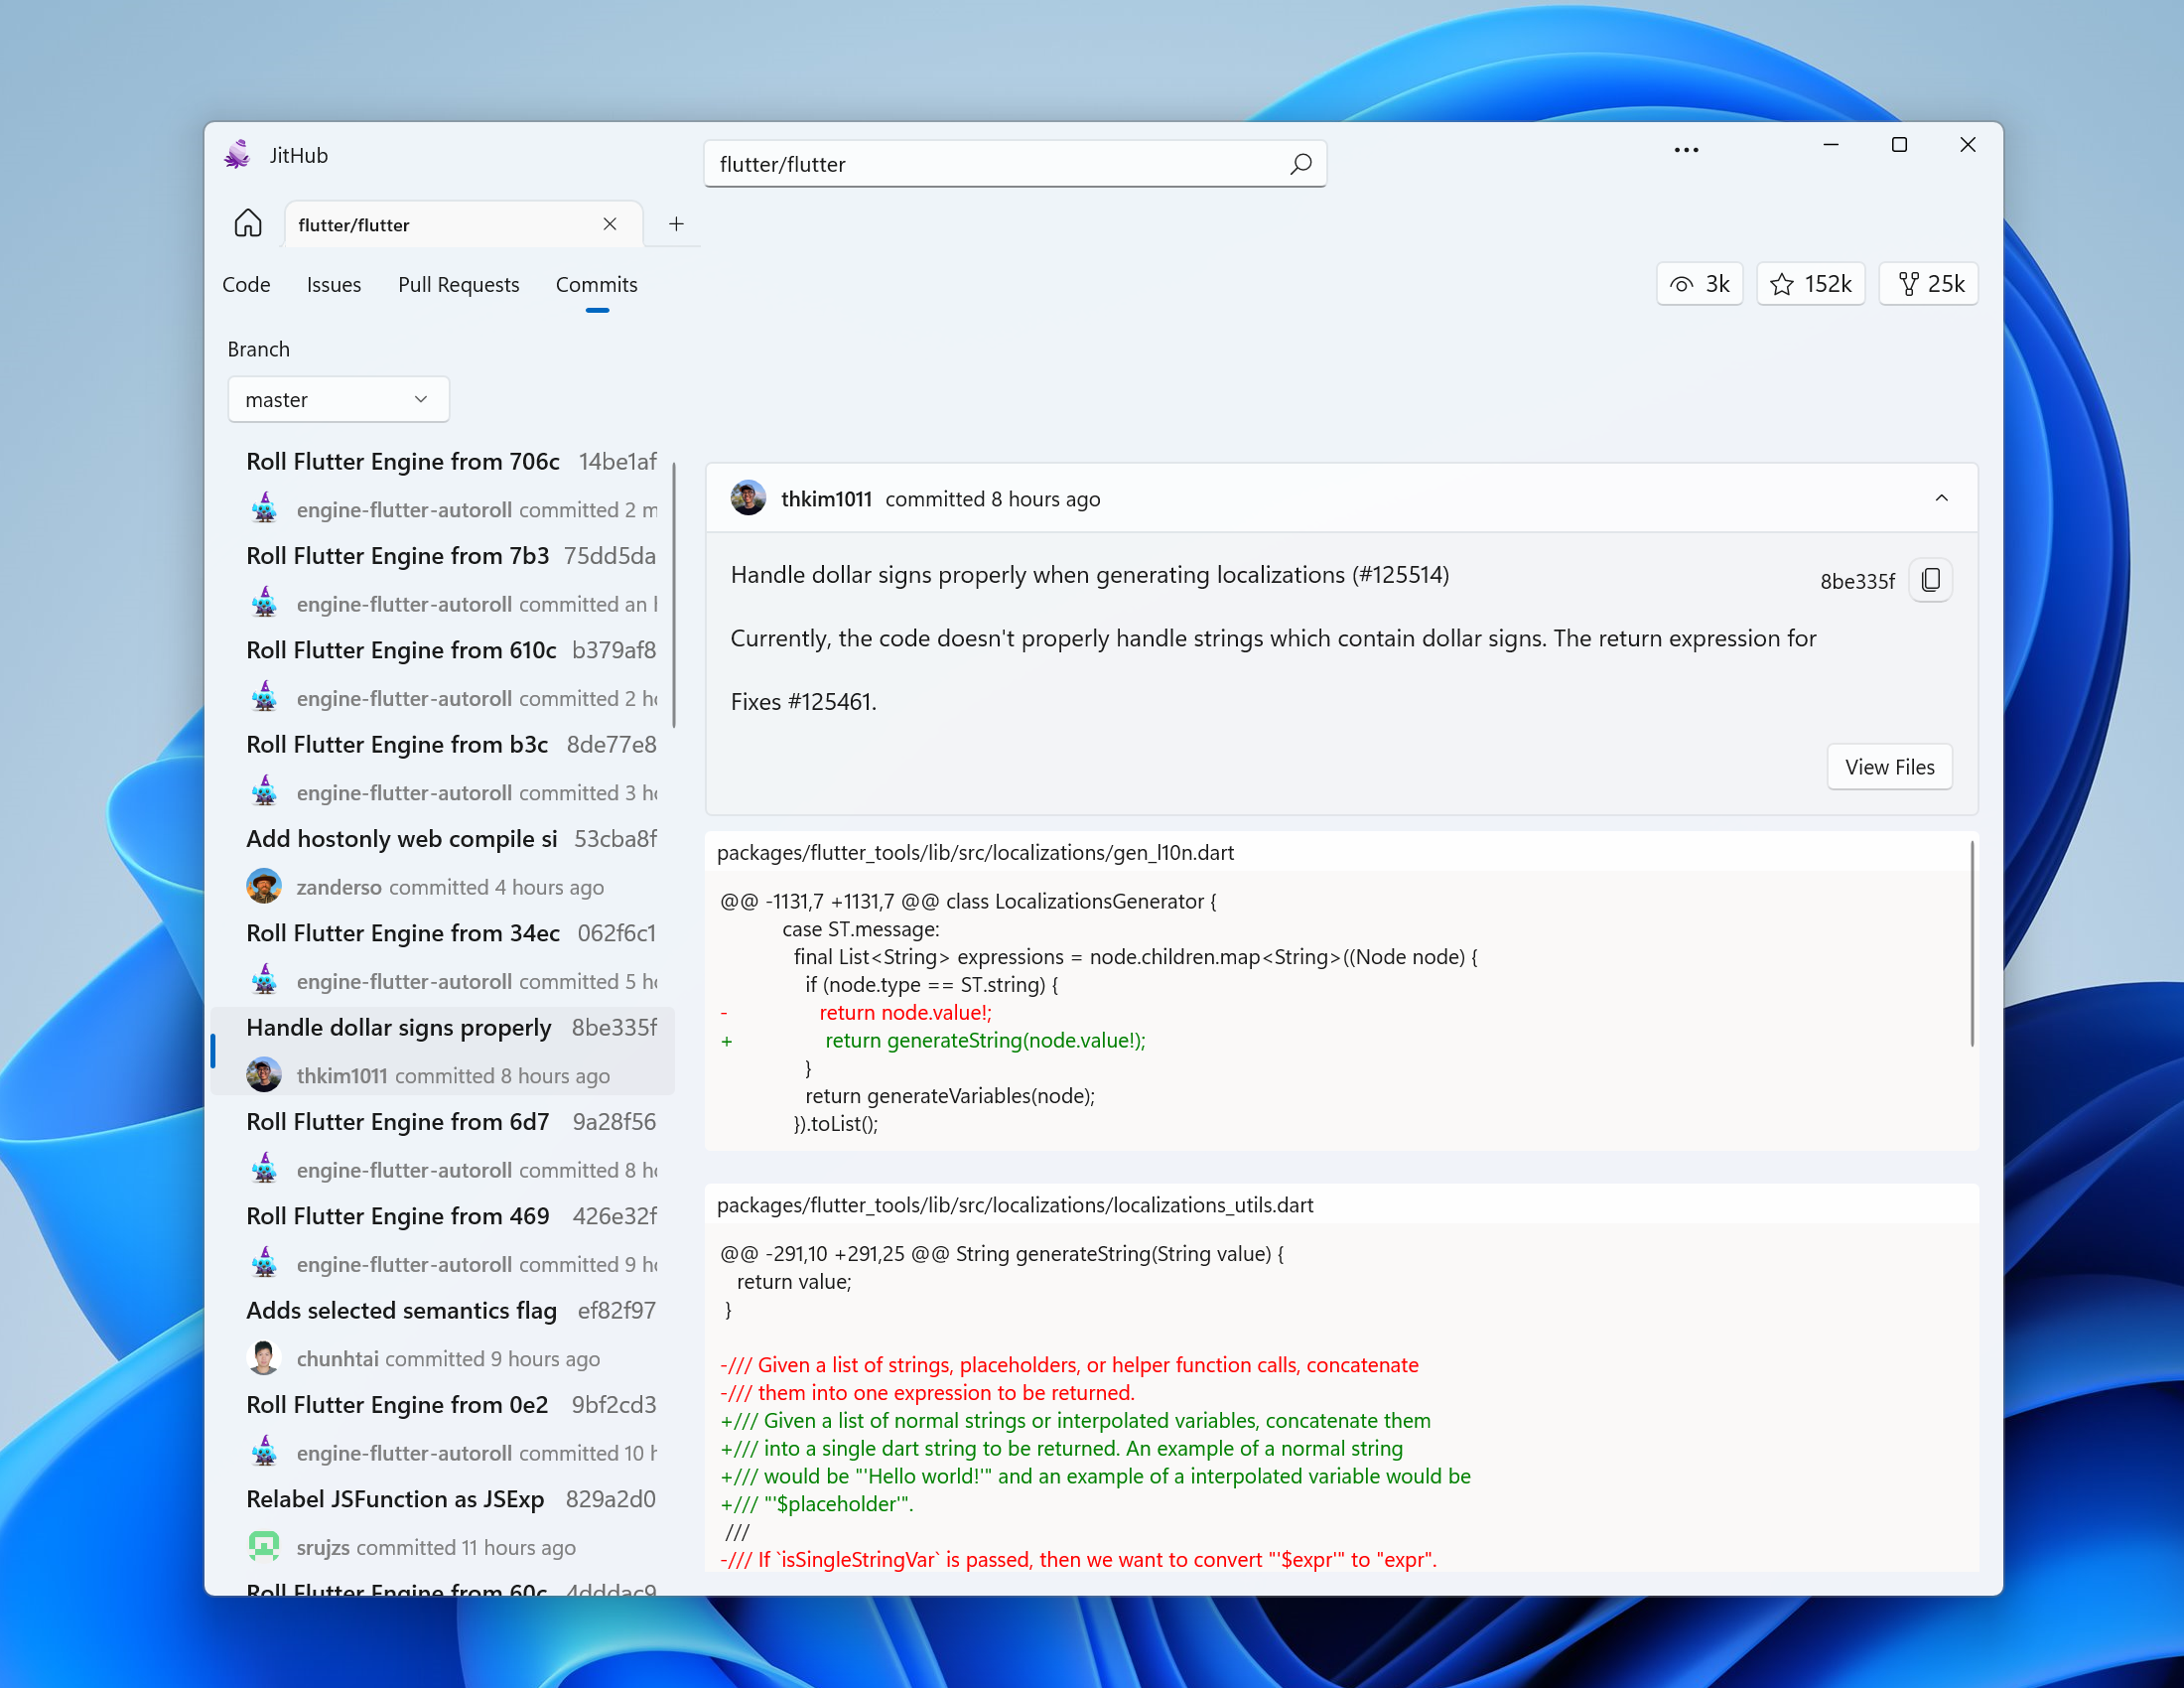 JitHub
flutter/flutter
flutter/flutter
Code Issues Pull Requests Commits
3k 152k 25k
Branch
master
Roll Flutter Engine from 706c 14be1af
engine-flutter-autoroll committed 2 m
Roll Flutter Engine from 7b3 75dd5da
engine-flutter-autoroll committed an h
Roll Flutter Engine from 610c b379af8
engine-flutter-autoroll committed 2 ho
Roll Flutter Engine from b3c 8de77e8
engine-flutter-autoroll committed 3 ho
Add hostonly web compile si 53cba8f
zanderso committed 4 hours ago
Roll Flutter Engine from 34ec 062f6c1
engine-flutter-autoroll committed 5 ho
Handle dollar signs properly 8be335f
thkim1011 committed 8 hours ago
Roll Flutter Engine from 6d7 9a28f56
engine-flutter-autoroll committed 8 ho
Roll Flutter Engine from 469 426e32f
engine-flutter-autoroll committed 9 ho
Adds selected semantics flag ef82f97
chunhtai committed 9 hours ago
Roll Flutter Engine from 0e2 9bf2cd3
engine-flutter-autoroll committed 10 h
Relabel JSFunction as JSExp 829a2d0
srujzs committed 11 hours ago
Roll Flutter Engine from 60c 4dddac9
thkim1011 committed 8 hours ago
Handle dollar signs properly when generating localizations (#125514)
8be335f
Currently, the code doesn't properly handle strings which contain dollar signs. The return expression for
Fixes #125461.
View Files
packages/flutter_tools/lib/src/localizations/gen_l10n.dart
@@ -1131,7 +1131,7 @@ class LocalizationsGenerator {
case ST.message:
final List<String> expressions = node.children.map<String>((Node node) {
if (node.type == ST.string) {
- return node.value!;
+ return generateString(node.value!);
}
return generateVariables(node);
}).toList();
packages/flutter_tools/lib/src/localizations/localizations_utils.dart
@@ -291,10 +291,25 @@ String generateString(String value) {
return value;
}
-/// Given a list of strings, placeholders, or helper function calls, concatenate
-/// them into one expression to be returned.
+/// Given a list of normal strings or interpolated variables, concatenate them
+/// into a single dart string to be returned. An example of a normal string
+/// would be "'Hello world!'" and an example of a interpolated variable would be
+/// "'$placeholder'".
///
-/// If `isSingleStringVar` is passed, then we want to convert "'$expr'" to "expr".